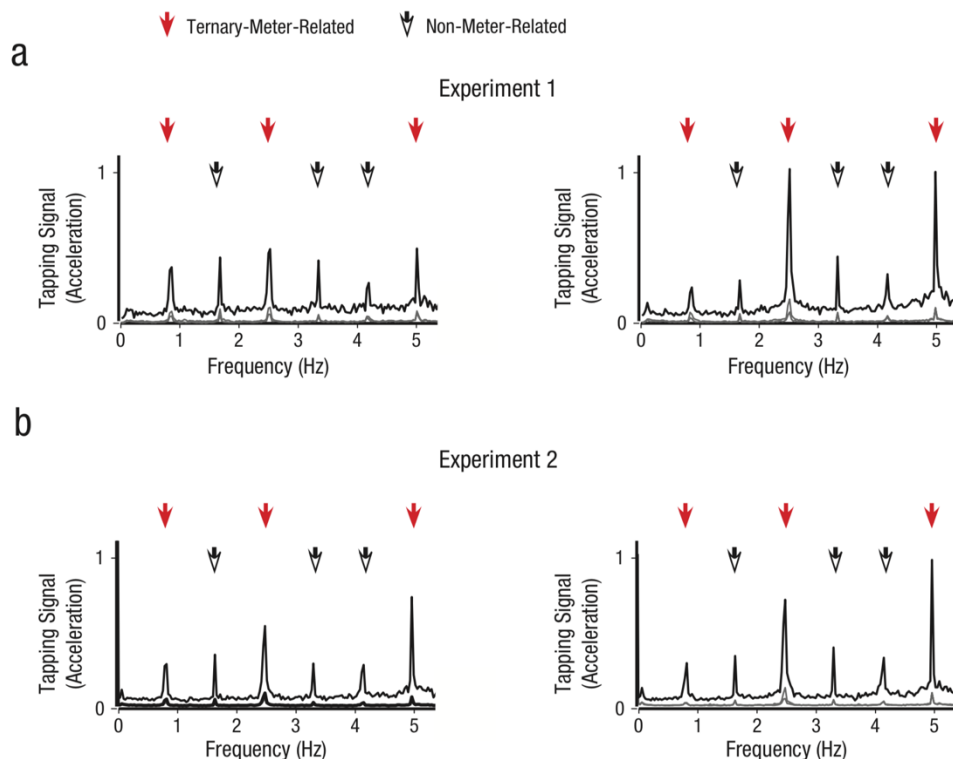 Ternary-Meter-Related Non-Meter-Related
a
Experiment 1
Tapping Signal
(Acceleration)
1
0
0 1 2 3 4 5
Frequency (Hz)
Tapping Signal
(Acceleration)
1
0
0 1 2 3 4 5
Frequency (Hz)
b
Experiment 2
Tapping Signal
(Acceleration)
1
0
0 1 2 3 4 5
Frequency (Hz)
Tapping Signal
(Acceleration)
1
0
0 1 2 3 4 5
Frequency (Hz)